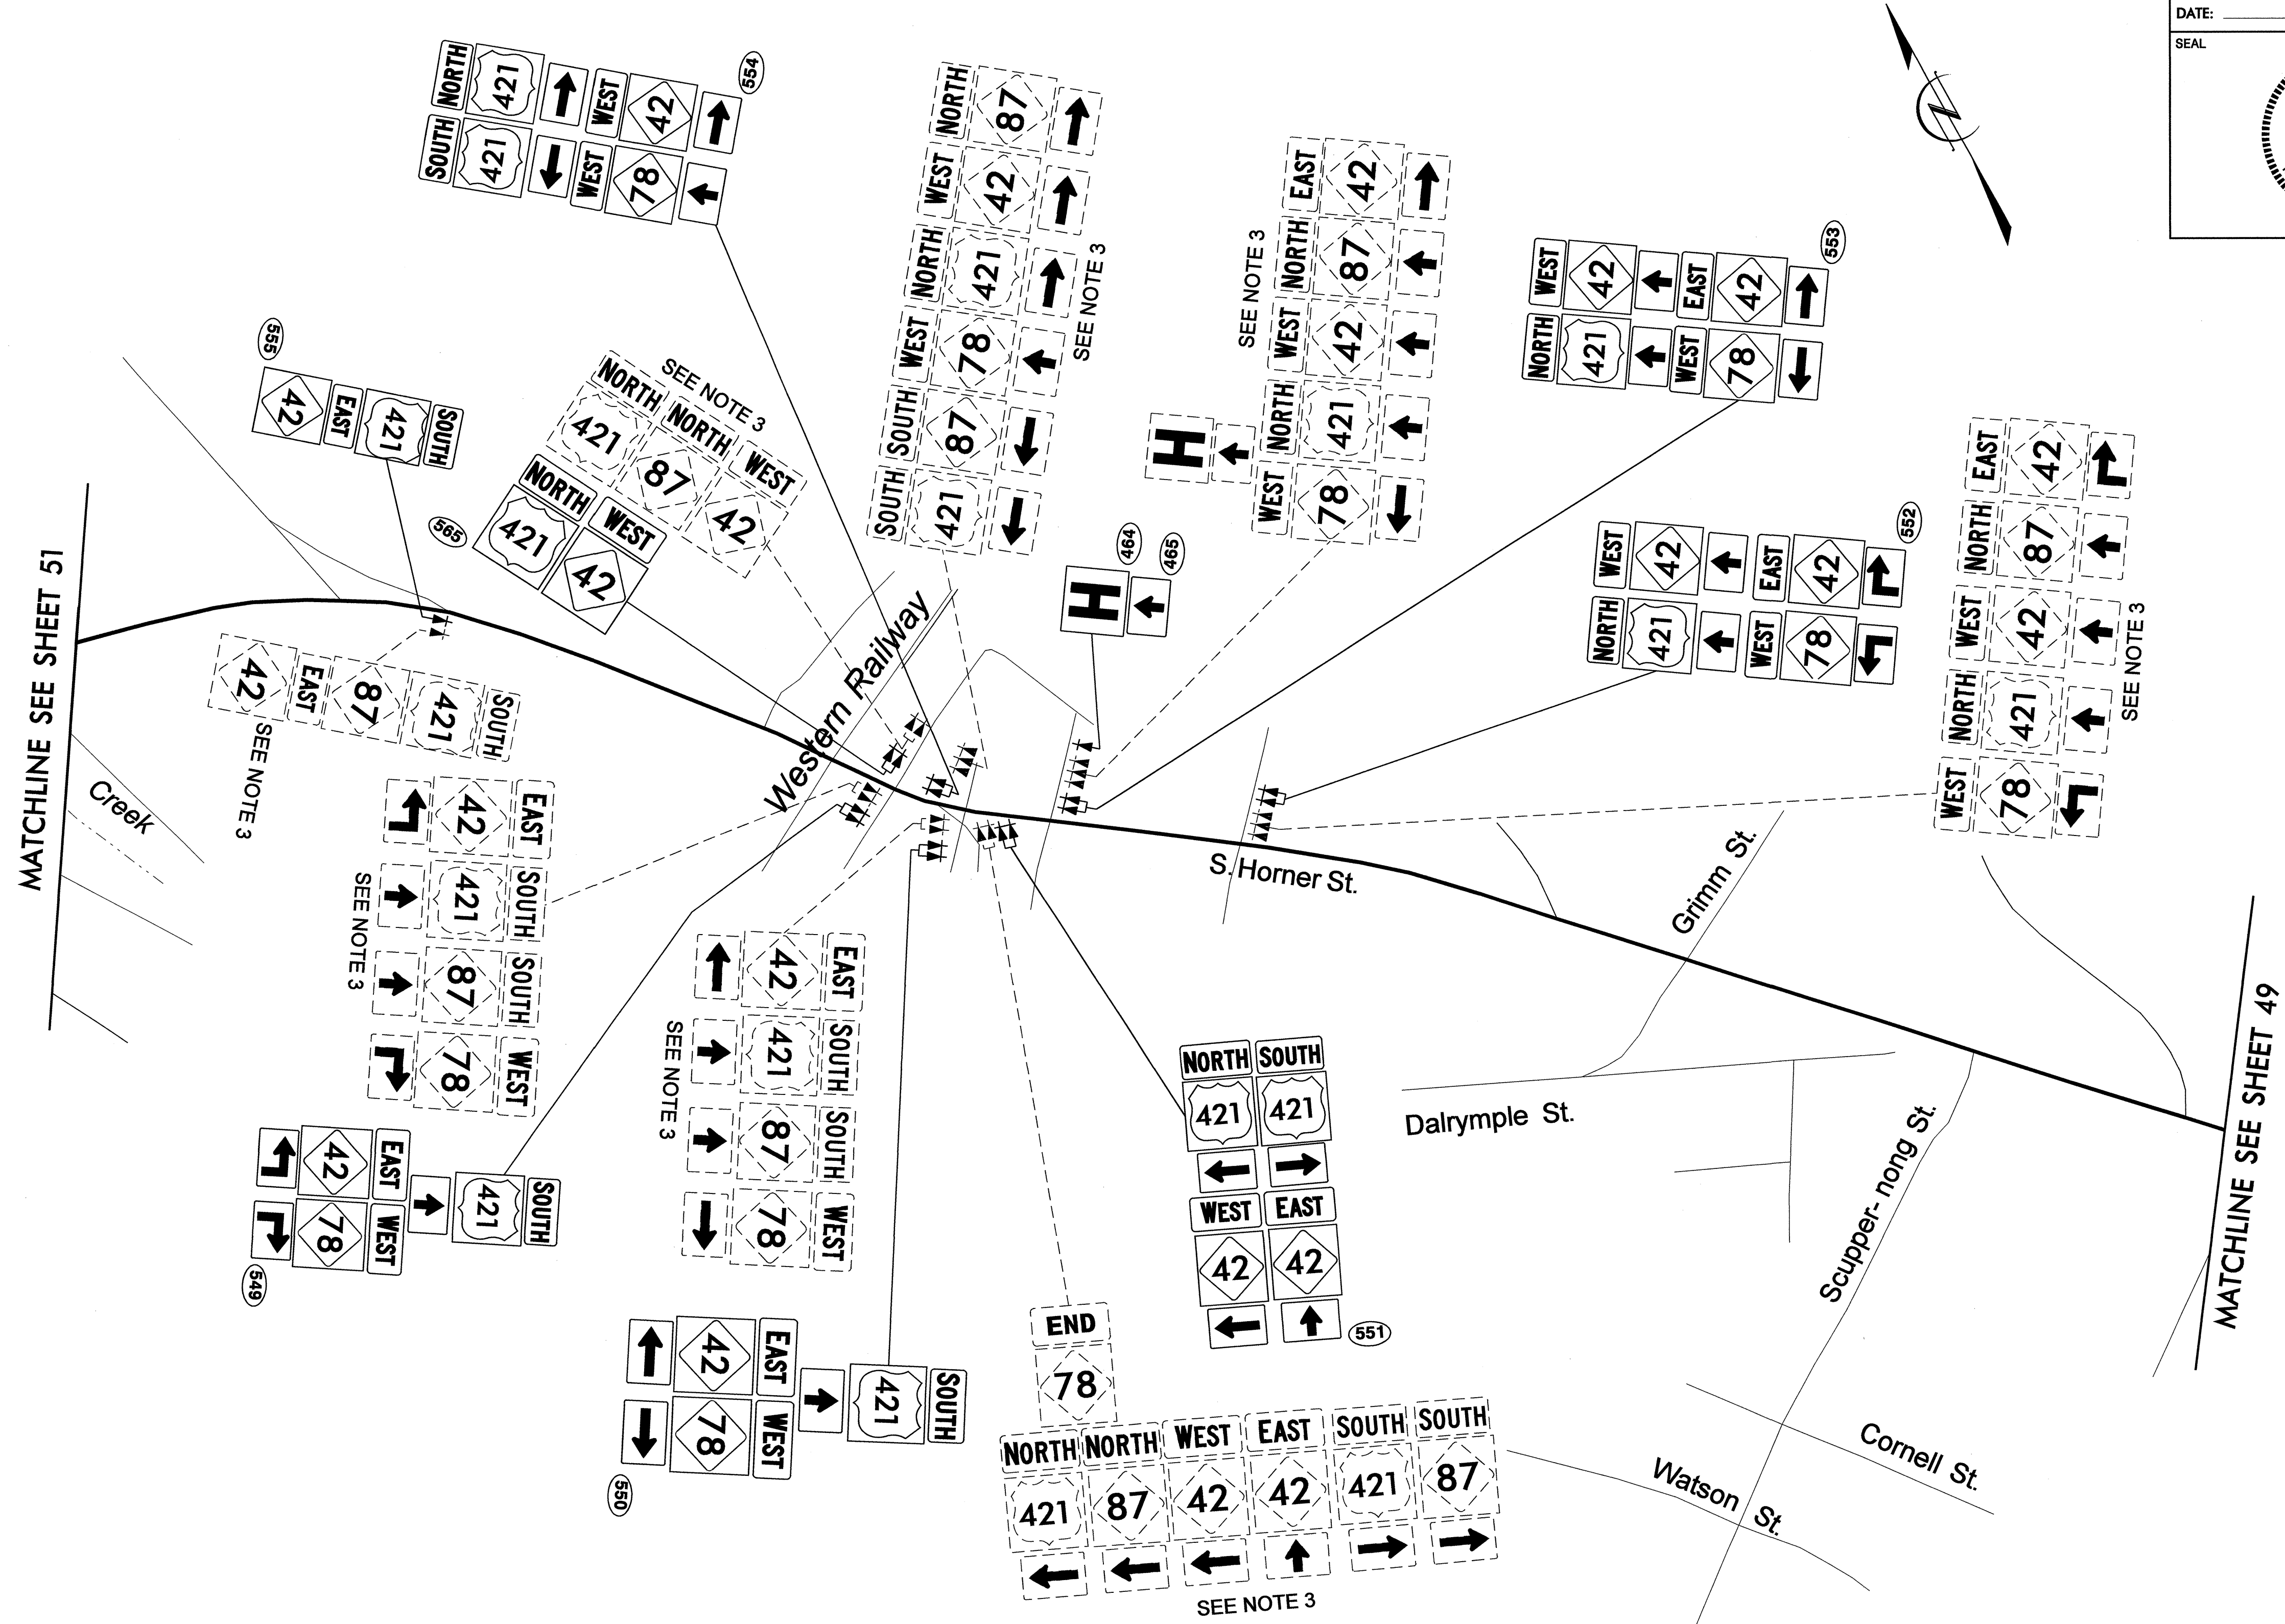 DATE:
SEAL
NORTH 421 WEST 42
SOUTH 421 WEST 78
554
NORTH 87
WEST 42
NORTH 421
WEST 78
SOUTH 87
SOUTH 421
SEE NOTE 3
EAST 42
NORTH 87
WEST 42
NORTH 421
WEST 78
SEE NOTE 3
H
WEST 42 EAST 42
NORTH 421 WEST 78
553
555
SOUTH 421
EAST 42
SEE NOTE 3
NORTH NORTH WEST
421 87 42
NORTH WEST
421 42
565
H
464
465
WEST 42 EAST 42
NORTH 421 WEST 78
552
EAST 42
NORTH 87
WEST 42
NORTH 421
WEST 78
SEE NOTE 3
MATCHLINE SEE SHEET 51
Western Railway
SOUTH 421
87
EAST 42
SEE NOTE 3
Creek
EAST 42
SOUTH 421
SOUTH 87
WEST 78
SEE NOTE 3
S. Horner St.
Grimm St.
EAST 42
SOUTH 421
SOUTH 87
WEST 78
SEE NOTE 3
SOUTH 421
EAST 42
WEST 78
549
NORTH SOUTH
421 421
WEST EAST
42 42
551
Dalrymple St.
Scupper-nong St.
MATCHLINE SEE SHEET 49
SOUTH 421
EAST 42
WEST 78
550
END
78
NORTH NORTH WEST EAST SOUTH SOUTH
421 87 42 42 421 87
SEE NOTE 3
Cornell St.
Watson St.